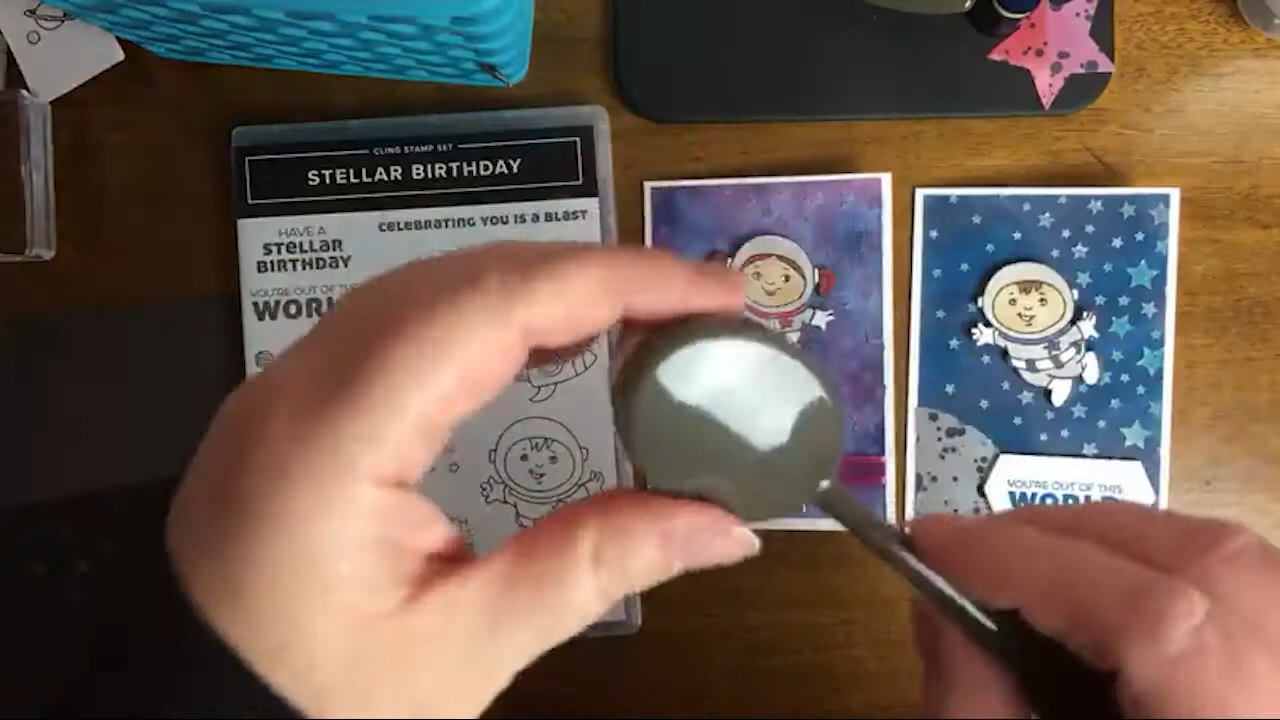 CLING STAMP SET
STELLAR BIRTHDAY
HAVE A
STELLAR
BIRTHDAY
CELEBRATING YOU IS A BLAST
YOU'RE OUT OF THIS
YOU'RE OUT OF THIS
WORLD